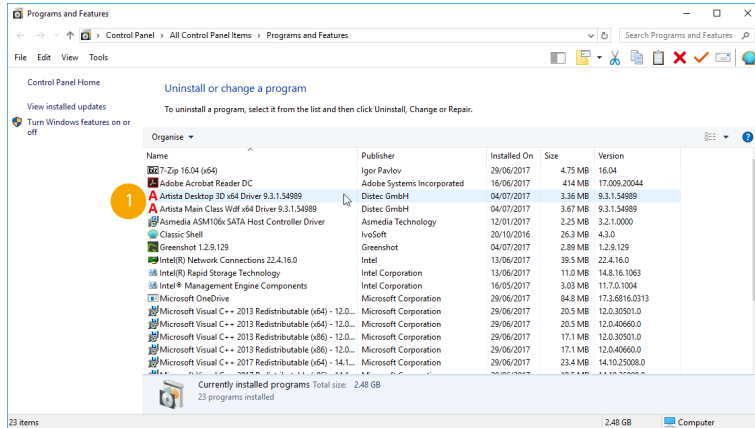 Programs and Features
Control Panel > All Control Panel Items > Programs and Features
Search Programs and Features
File Edit View Tools
Control Panel Home
View installed updates
Turn Windows features on or
off
Uninstall or change a program
To uninstall a program, select it from the list and then click Uninstall, Change or Repair.
Organise
Name Publisher Installed On Size Version
7-Zip 16.04 (x64) Igor Pavlov 29/06/2017 4.75 MB 16.04
Adobe Acrobat Reader DC Adobe Systems Incorporated 16/06/2017 414 MB 17.009.20044
1
Artista Desktop 3D x64 Driver 9.3.1.54989 Distec GmbH 04/07/2017 3.36 MB 9.3.1.54989
Artista Main Class Wdf x64 Driver 9.3.1.54989 Distec GmbH 04/07/2017 3.67 MB 9.3.1.54989
Asmedia ASM106x SATA Host Controller Driver Asmedia Technology 12/01/2017 2.25 MB 3.2.1.0000
Classic Shell IvoSoft 20/10/2016 26.3 MB 4.3.0
Greenshot 1.2.9.129 Greenshot 04/07/2017 2.89 MB 1.2.9.129
Intel(R) Network Connections 22.4.16.0 Intel 13/06/2017 39.5 MB 22.4.16.0
Intel(R) Rapid Storage Technology Intel Corporation 13/06/2017 11.0 MB 14.8.16.1063
Intel® Management Engine Components Intel Corporation 16/05/2017 3.03 MB 11.7.0.1004
Microsoft OneDrive Microsoft Corporation 29/06/2017 84.8 MB 17.3.6816.0313
Microsoft Visual C++ 2013 Redistributable (x64) - 12.0... Microsoft Corporation 29/06/2017 20.5 MB 12.0.30501.0
Microsoft Visual C++ 2013 Redistributable (x64) - 12.0... Microsoft Corporation 29/06/2017 20.5 MB 12.0.40660.0
Microsoft Visual C++ 2013 Redistributable (x86) - 12.0... Microsoft Corporation 29/06/2017 17.1 MB 12.0.30501.0
Microsoft Visual C++ 2013 Redistributable (x86) - 12.0... Microsoft Corporation 29/06/2017 17.1 MB 12.0.40660.0
Microsoft Visual C++ 2017 Redistributable (x64) - 14.1... Microsoft Corporation 29/06/2017 23.4 MB 14.10.25008.0
Currently installed programs Total size: 2.48 GB
23 programs installed
23 items 2.48 GB Computer